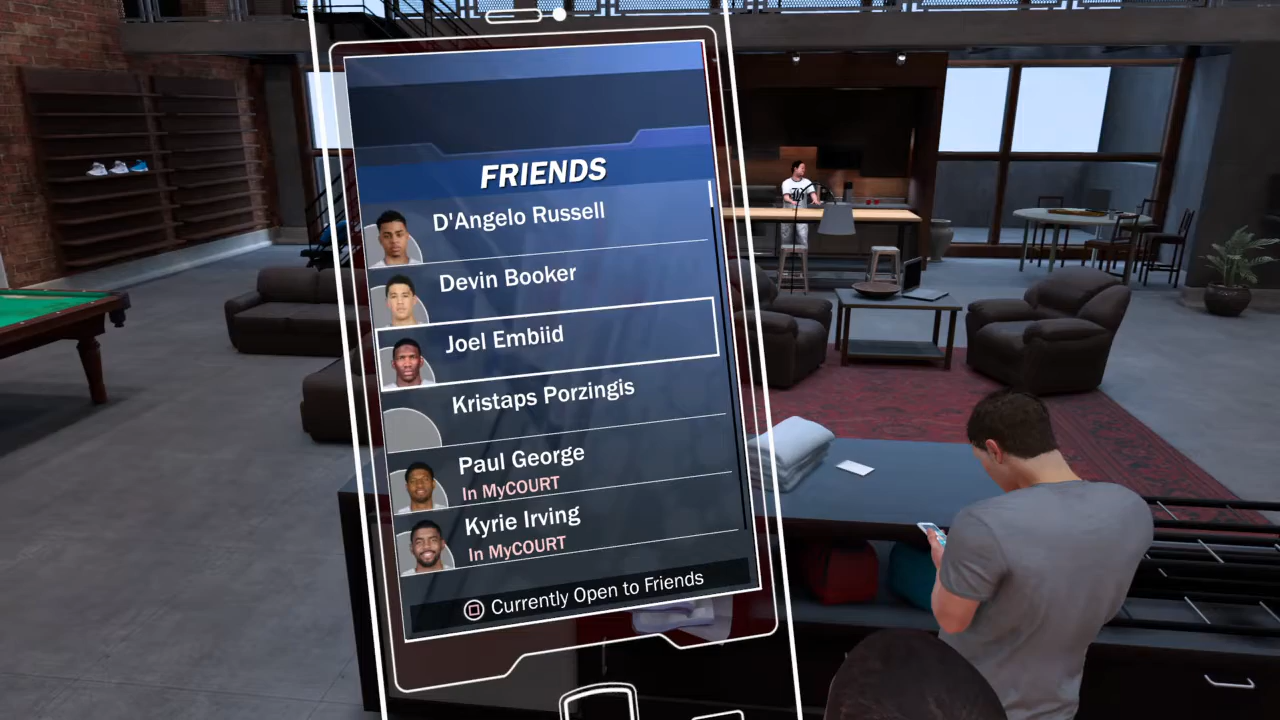 FRIENDS
D'Angelo Russell
Devin Booker
Joel Embiid
Kristaps Porzingis
Paul George
In MyCOURT
Kyrie Irving
In MyCOURT
Currently Open to Friends